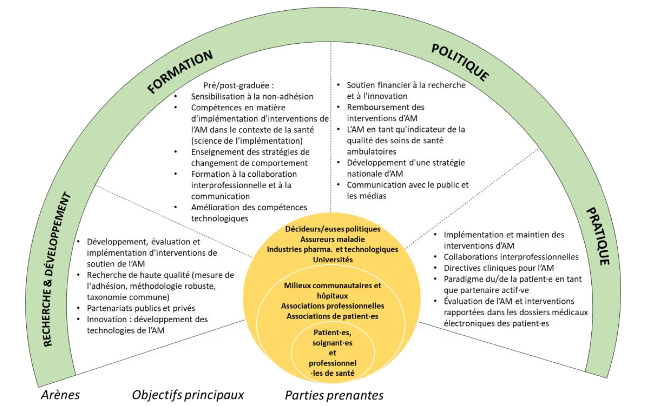 FORMATION
POLITIQUE
RECHERCHE & DÉVELOPPEMENT
PRATIQUE
Pré/post-graduée :
• Sensibilisation à la non-adhésion
• Compétences en matière
d'implémentation d'interventions de
l'AM dans le contexte de la santé
(science de l'implémentation)
• Enseignement des stratégies de
changement de comportement
• Formation à la collaboration
interprofessionnelle et à la
communication
• Amélioration des compétences
technologiques
• Soutien financier à la recherche
et à l'innovation
• Remboursement des
interventions d'AM
• L'AM en tant qu'indicateur de la
qualité des soins de santé
ambulatoires
• Développement d'une stratégie
nationale d'AM
• Communication avec le public et
les médias
• Développement, évaluation et
implémentation d'interventions de
soutien de l'AM
• Recherche de haute qualité (mesure de
l'adhésion, méthodologie robuste,
taxonomie commune)
• Partenariats publics et privés
• Innovation : développement des
technologies de l'AM
• Implémentation et maintien des
interventions d'AM
• Collaborations interprofessionelles
• Directives cliniques pour l'AM
• Paradigme du/de la patient·e en tant
que partenaire actif·ve
• Évaluation de l'AM et interventions
rapportées dans les dossiers médicaux
électroniques des patient·es
Décideurs/euses politiques
Assureurs maladie
Industries pharma. et technologiques
Universités
Milieux communautaires et
hôpitaux
Associations professionnelles
Associations de patient·es
Patient·es,
soignant·es
et
professionnel
·les de santé
Arènes
Objectifs principaux
Parties prenantes